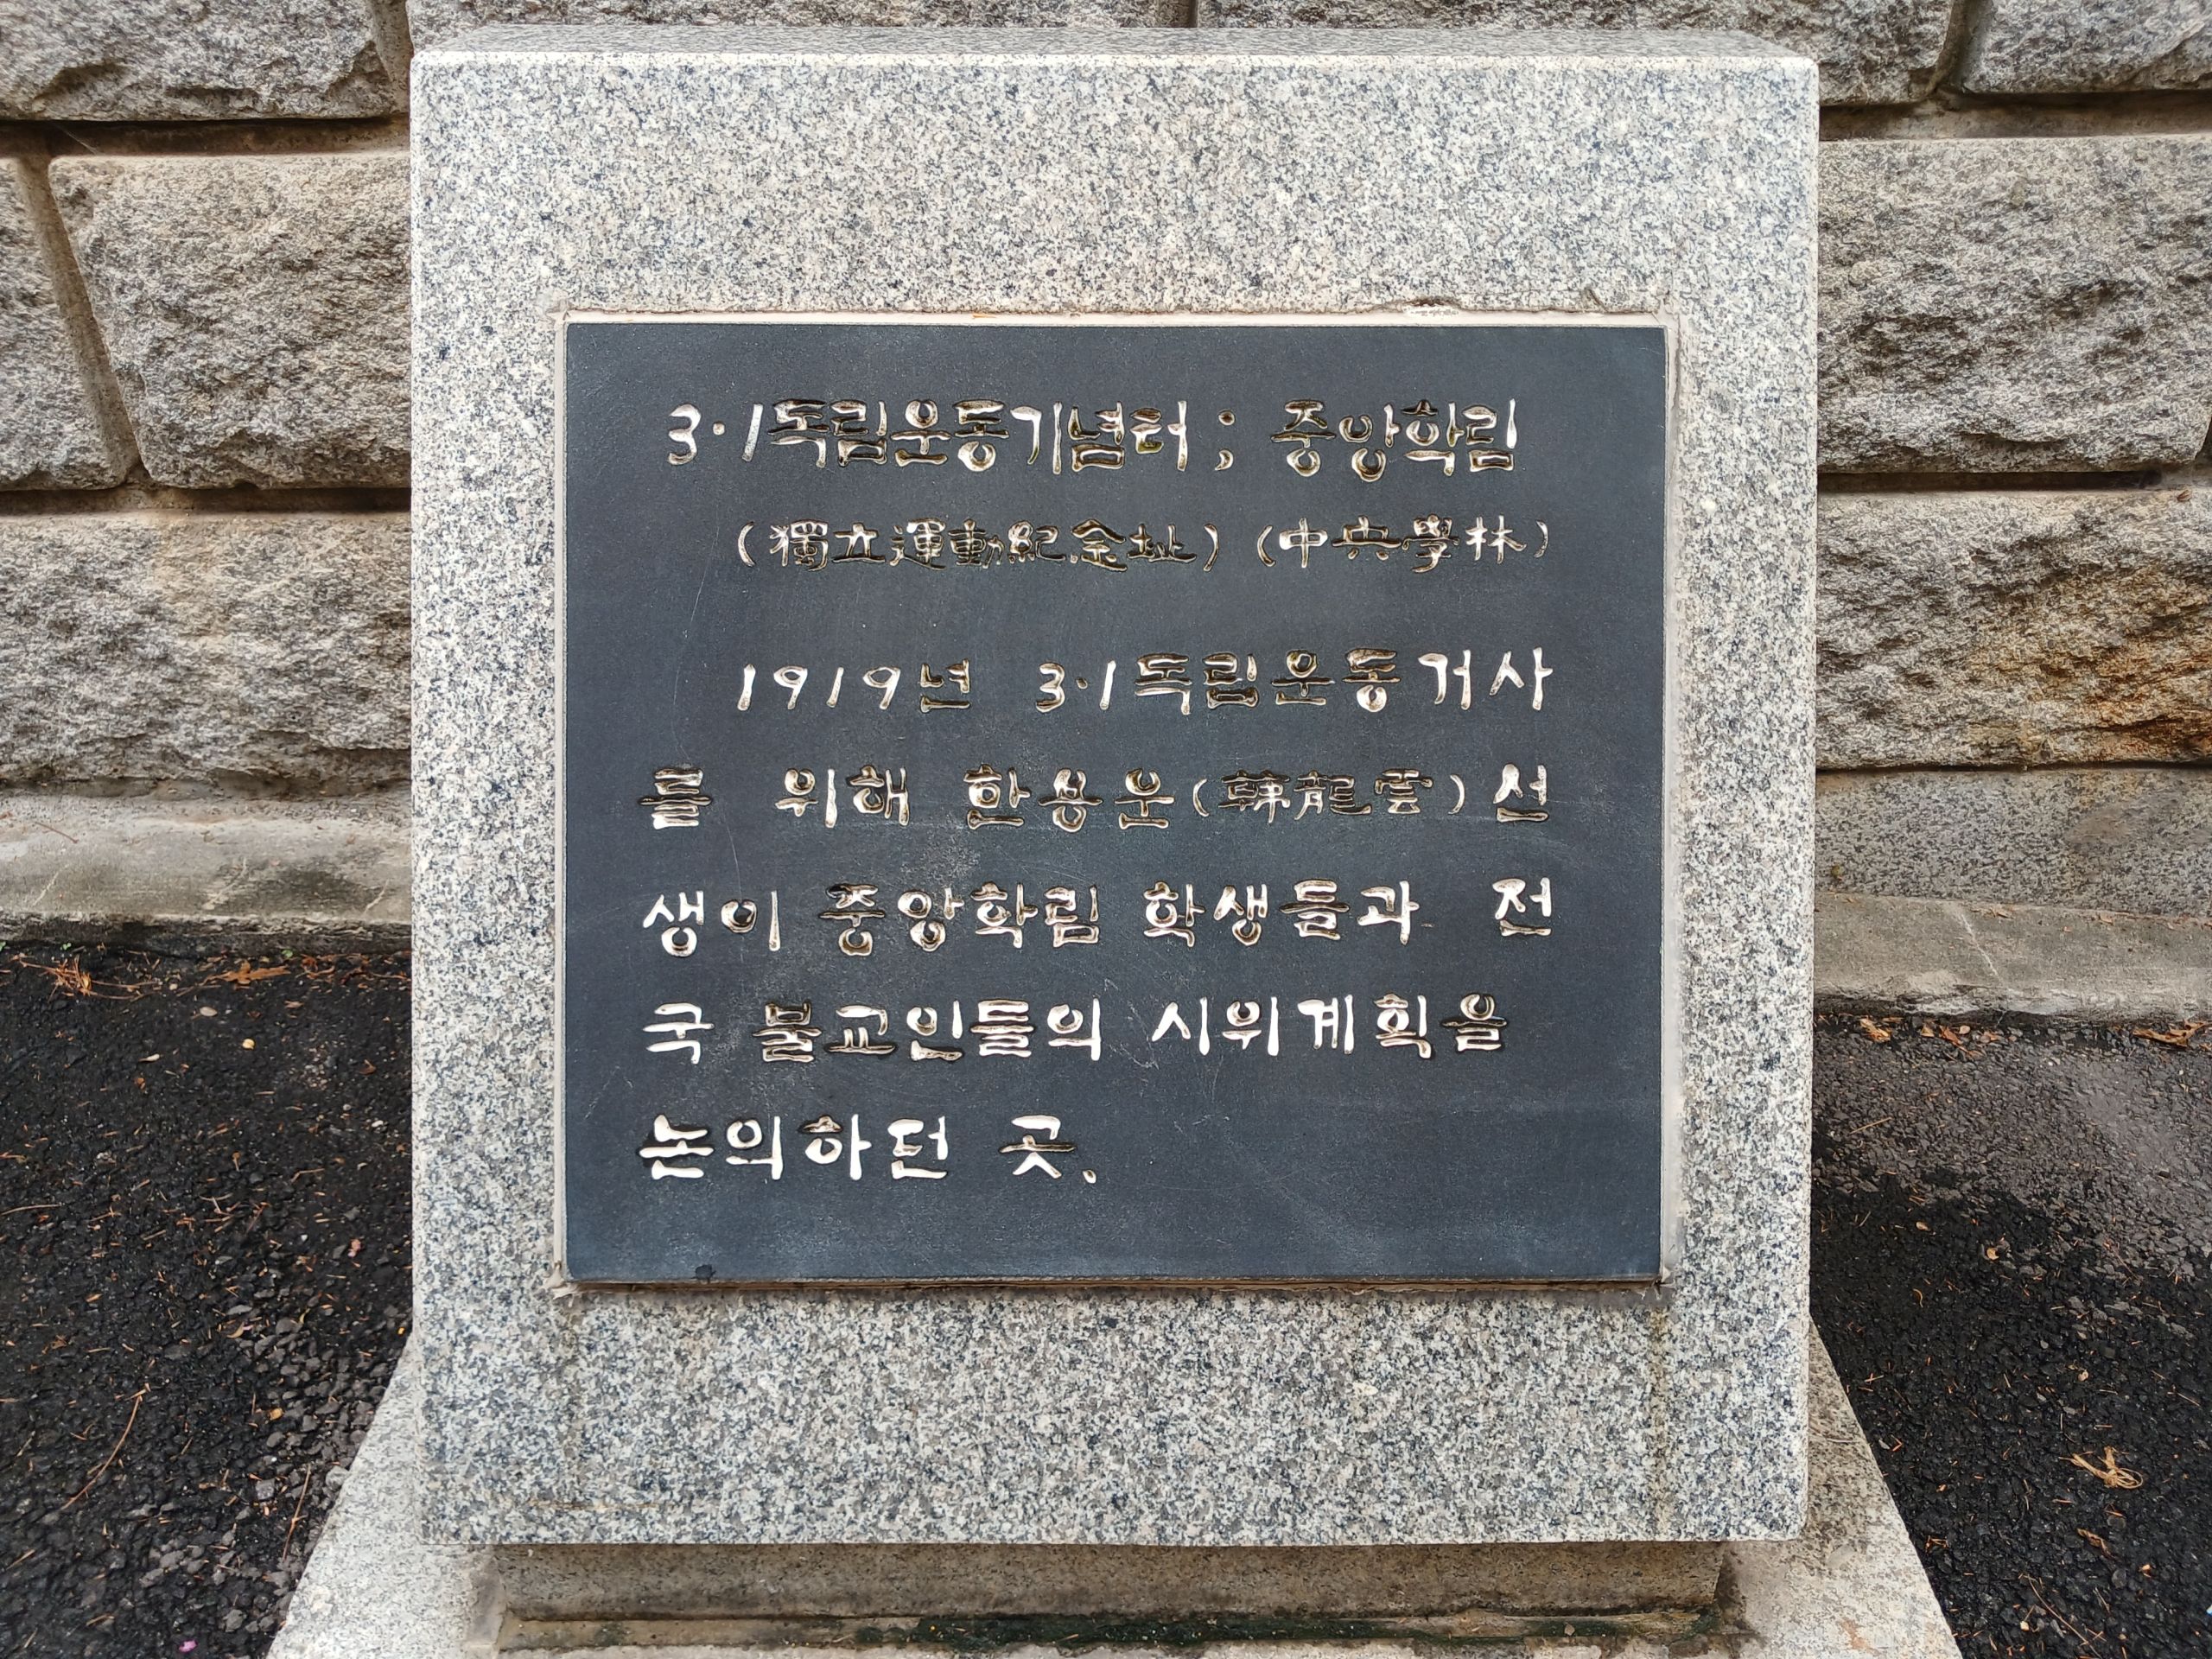 3·1독립운동기념터; 중앙학림
(獨立運動紀念址) (中央學林)
1919년 3·1독립운동거사
를 위해 한용운(韓龍雲) 선
생이 중앙학림 학생들과 전
국 불교인들의 시위계획을
논의하던 곳.